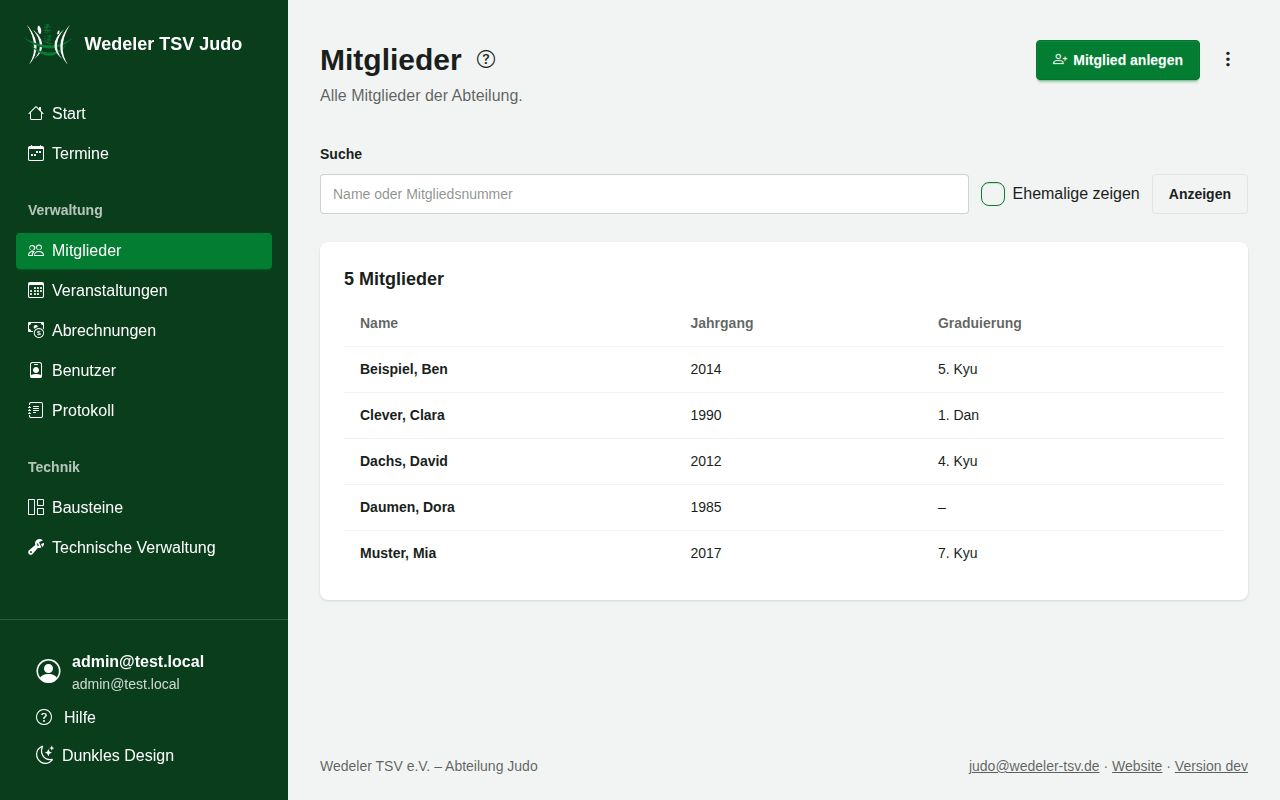 Wedeler TSV Judo
Start
Termine
Verwaltung
Mitglieder
Veranstaltungen
Abrechnungen
Benutzer
Protokoll
Technik
Bausteine
Technische Verwaltung
admin@test.local
admin@test.local
Hilfe
Dunkles Design
Mitglieder
Mitglied anlegen
Alle Mitglieder der Abteilung.
Suche
Name oder Mitgliedsnummer Ehemalige zeigen Anzeigen
5 Mitglieder
Name Jahrgang Graduierung
Beispiel, Ben 2014 5. Kyu
Clever, Clara 1990 1. Dan
Dachs, David 2012 4. Kyu
Daumen, Dora 1985 –
Muster, Mia 2017 7. Kyu
Wedeler TSV e.V. – Abteilung Judo judo@wedeler-tsv.de · Website · Version dev